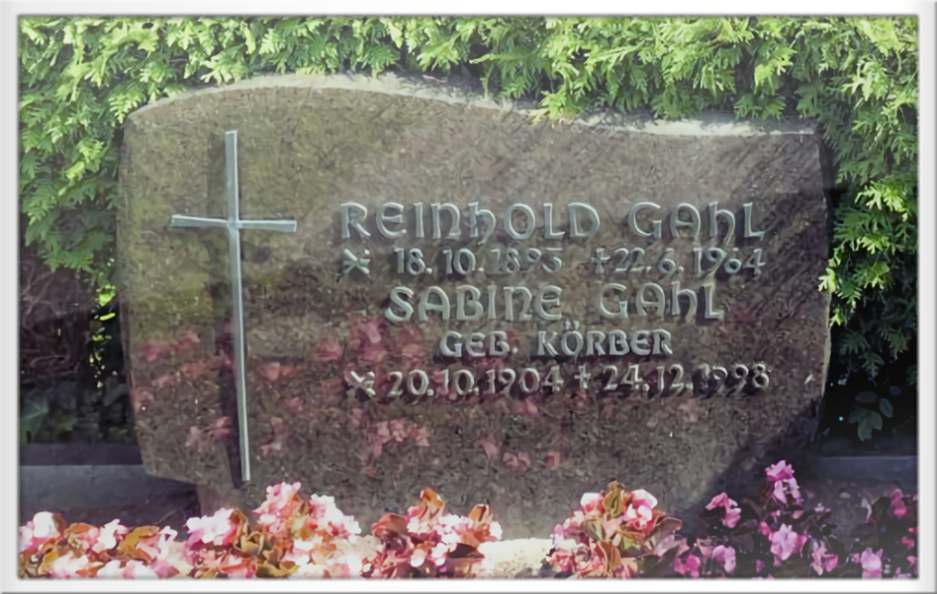 REINHOLD GAHL
* 18.10.1893 †22.6.1964
SABINE GAHL
GEB. KÖRBER
* 20.10.1904 † 24.12.1998